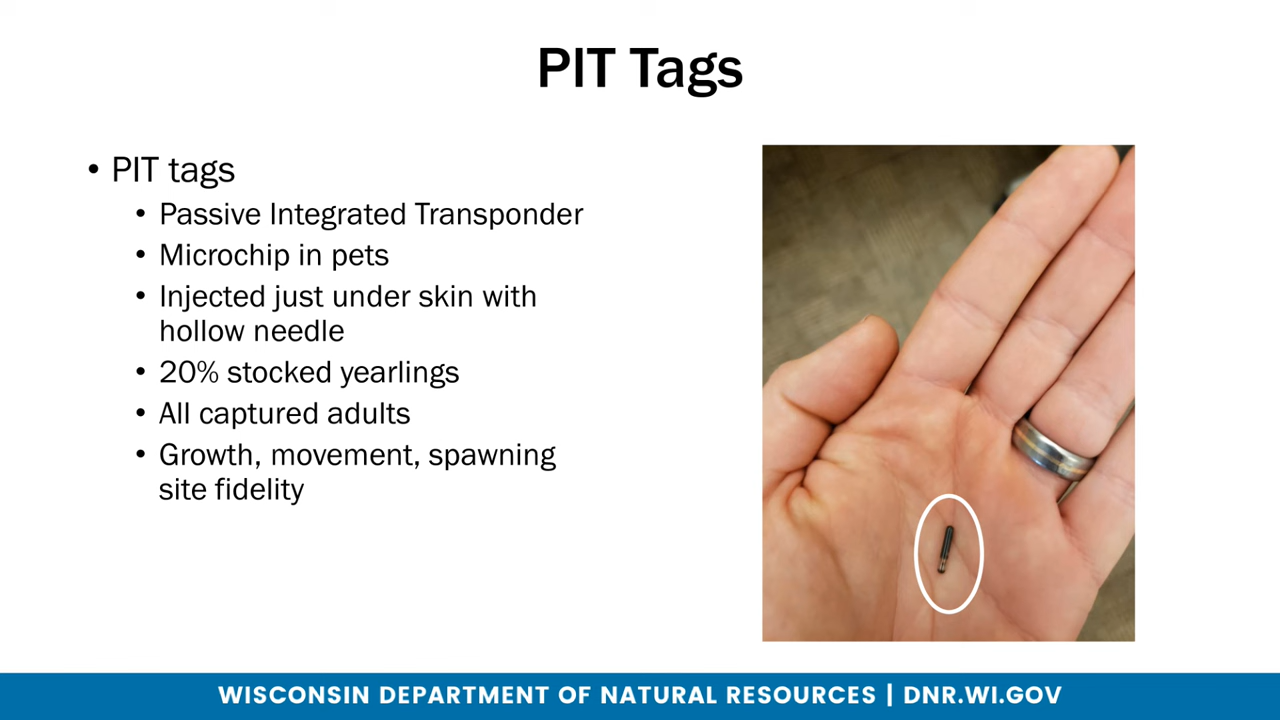 PIT Tags
• PIT tags
• Passive Integrated Transponder
• Microchip in pets
• Injected just under skin with
hollow needle
• 20% stocked yearlings
• All captured adults
• Growth, movement, spawning
site fidelity
WISCONSIN DEPARTMENT OF NATURAL RESOURCES | DNR.WI.GOV